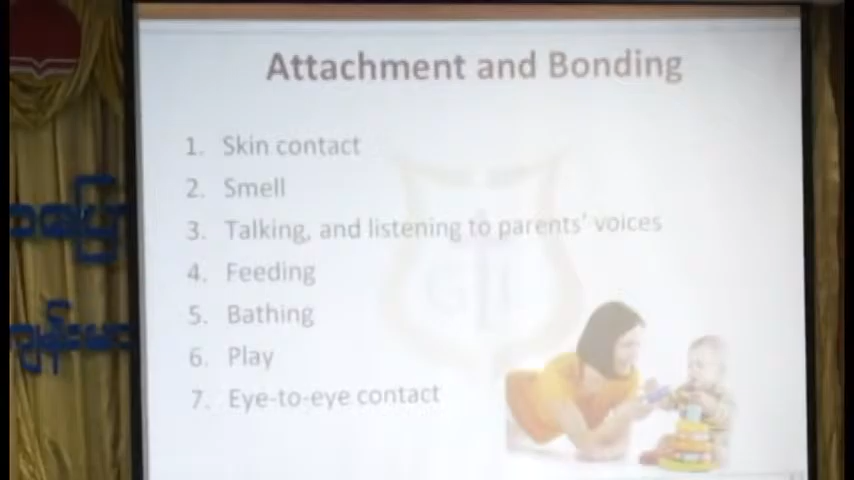 Attachment and Bonding
1. Skin contact
2. Smell
3. Talking, and listening to parents' voices
4. Feeding
5. Bathing
6. Play
7. Eye-to-eye contact